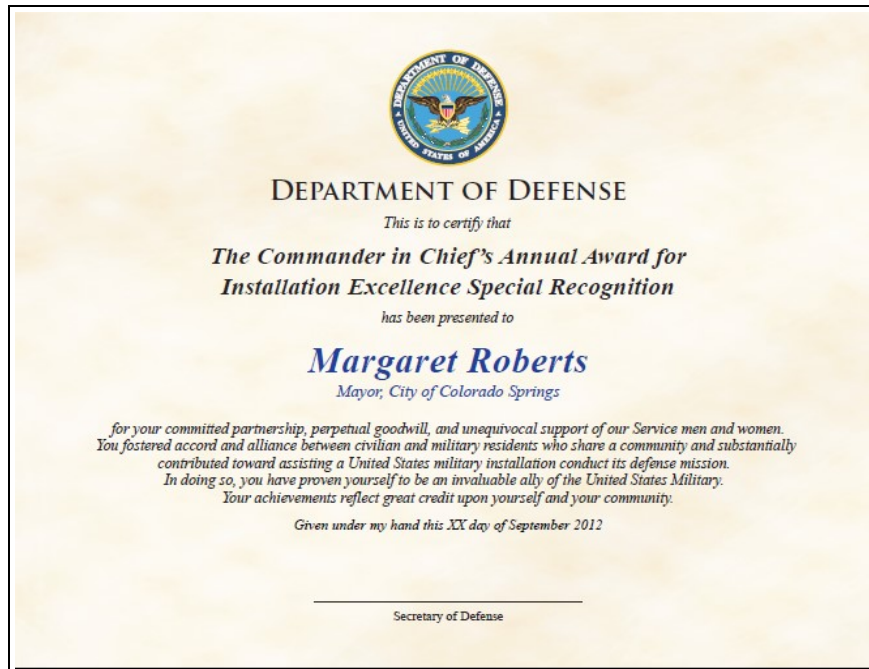 DEPARTMENT OF DEFENSE
UNITED STATES OF AMERICA
DEPARTMENT OF DEFENSE
This is to certify that
The Commander in Chief's Annual Award for
Installation Excellence Special Recognition
has been presented to
Margaret Roberts
Mayor, City of Colorado Springs
for your committed partnership, perpetual goodwill, and unequivocal support of our Service men and women.
You fostered accord and alliance between civilian and military residents who share a community and substantially
contributed toward assisting a United States military installation conduct its defense mission.
In doing so, you have proven yourself to be an invaluable ally of the United States Military.
Your achievements reflect great credit upon yourself and your community.
Given under my hand this XX day of September 2012
Secretary of Defense